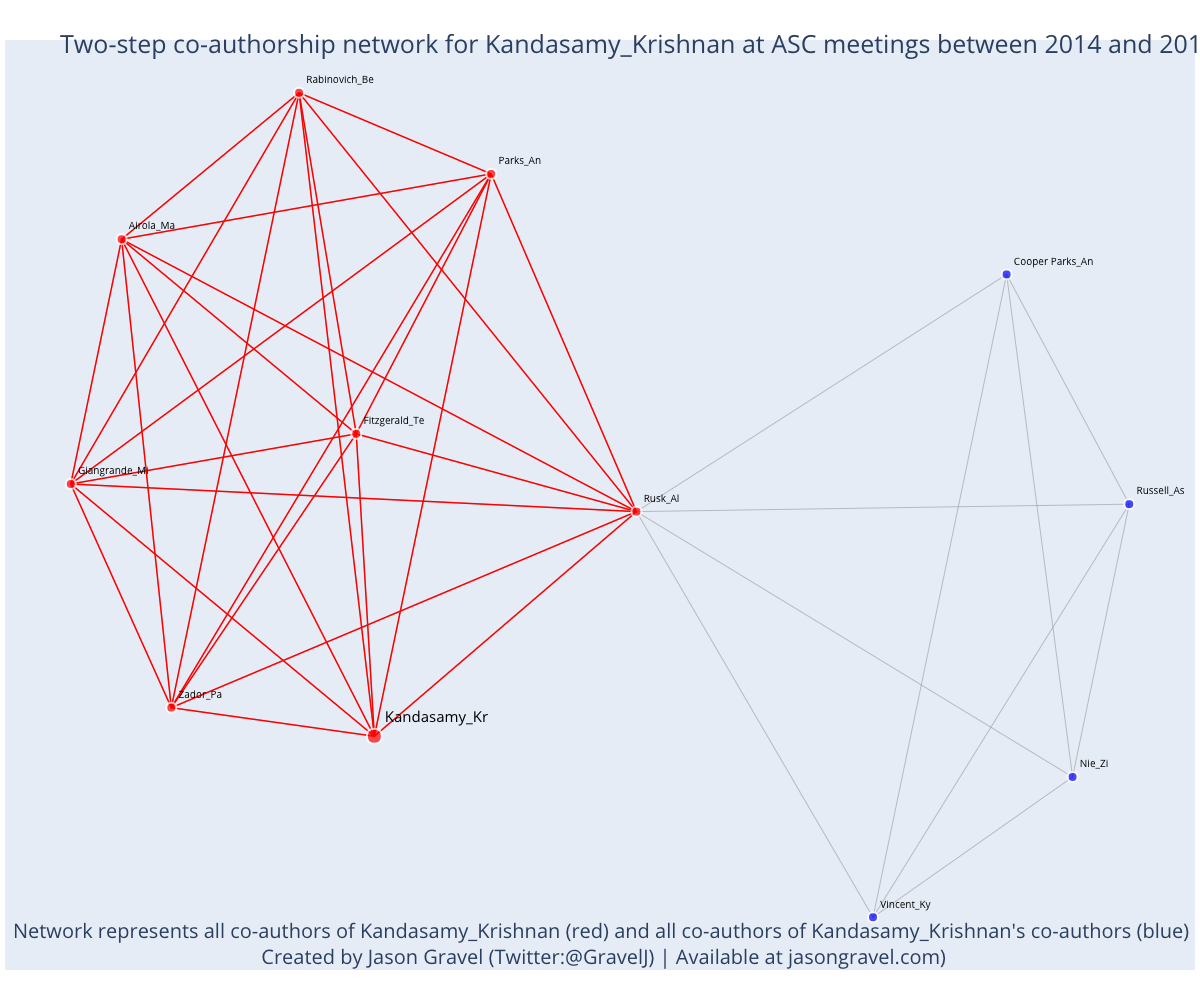 Two-step co-authorship network for Kandasamy_Krishnan at ASC meetings between 2014 and 201
Rabinovich_Be
Parks_An
Airola_Ma
Cooper Parks_An
Fitzgerald_Te
Giangrande_Mi
Russell_As
Rusk_Al
Zador_Pa
Kandasamy_Kr
Nie_Zi
Vincent_Ky
Network represents all co-authors of Kandasamy_Krishnan (red) and all co-authors of Kandasamy_Krishnan's co-authors (blue)
Created by Jason Gravel (Twitter:@GravelJ) | Available at jasongravel.com)